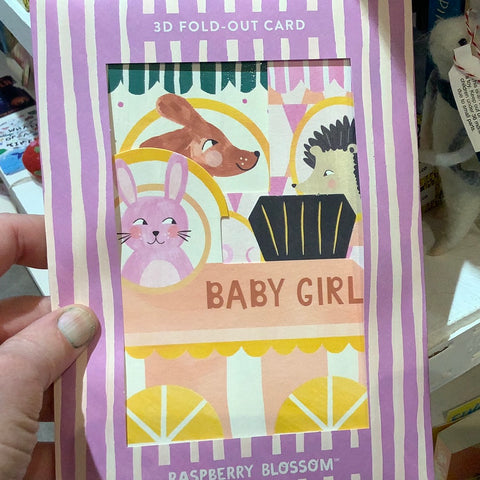 3D FOLD-OUT CARD
BABY GIRL
RASPBERRY BLOSSOM™